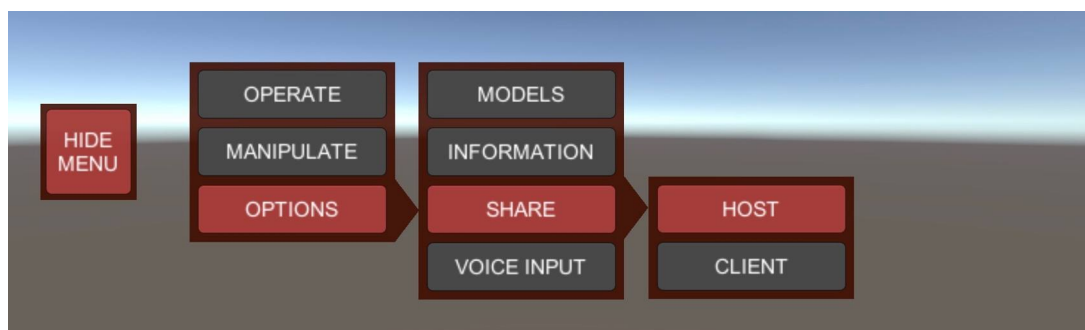 HIDE
MENU
OPERATE
MANIPULATE
OPTIONS
MODELS
INFORMATION
SHARE
VOICE INPUT
HOST
CLIENT